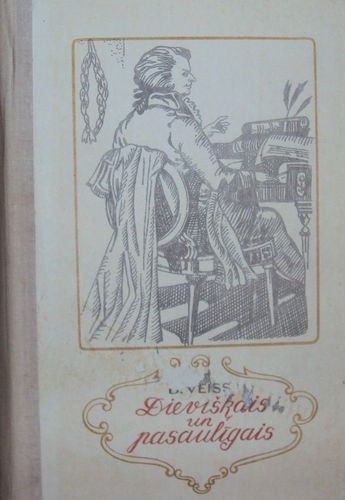 D. VEISS
Dievišķais
un
pasaulīgais